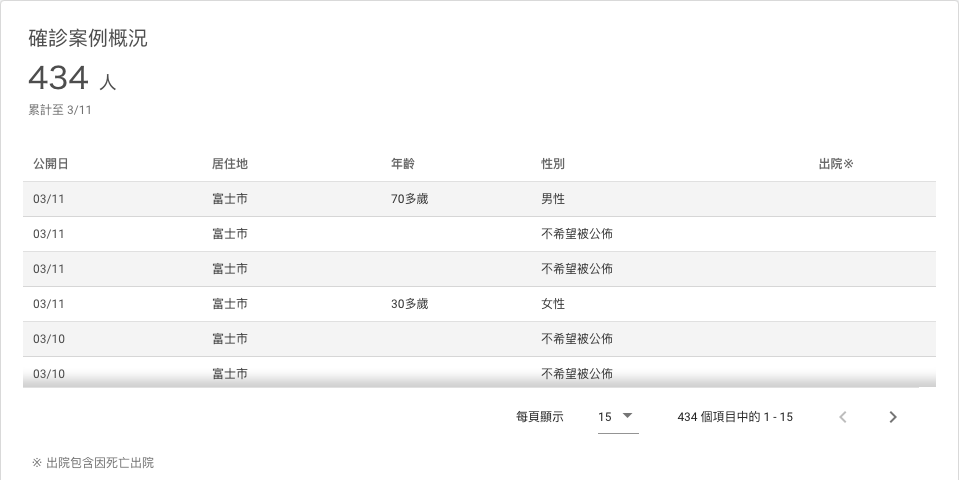 確診案例概況
434 人
累計至 3/11
公開日 居住地 年齡 性別 出院※
03/11 富士市 70多歲 男性
03/11 富士市 不希望被公佈
03/11 富士市 不希望被公佈
03/11 富士市 30多歲 女性
03/10 富士市 不希望被公佈
03/10 富士市 不希望被公佈
每頁顯示 15 434 個項目中的 1 - 15
※ 出院包含因死亡出院